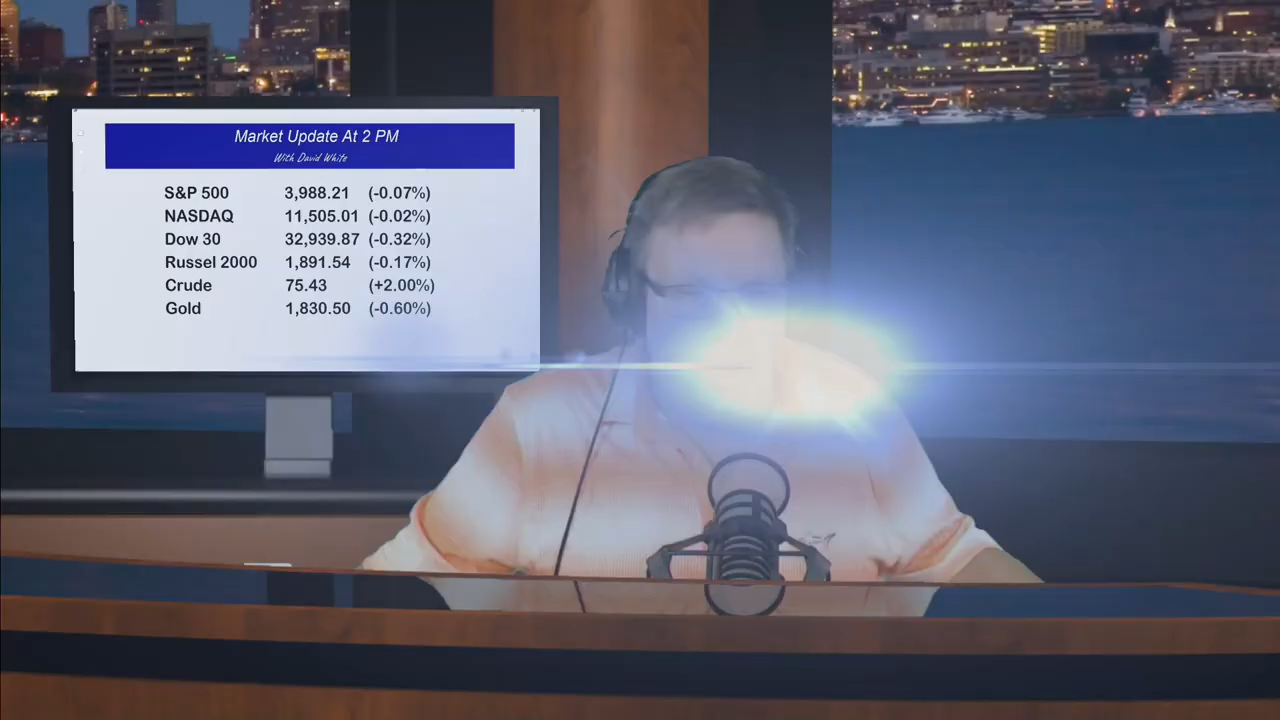 Market Update At 2 PM
With David White
S&P 500 3,988.21 (-0.07%)
NASDAQ 11,505.01 (-0.02%)
Dow 30 32,939.87 (-0.32%)
Russel 2000 1,891.54 (-0.17%)
Crude 75.43 (+2.00%)
Gold 1,830.50 (-0.60%)